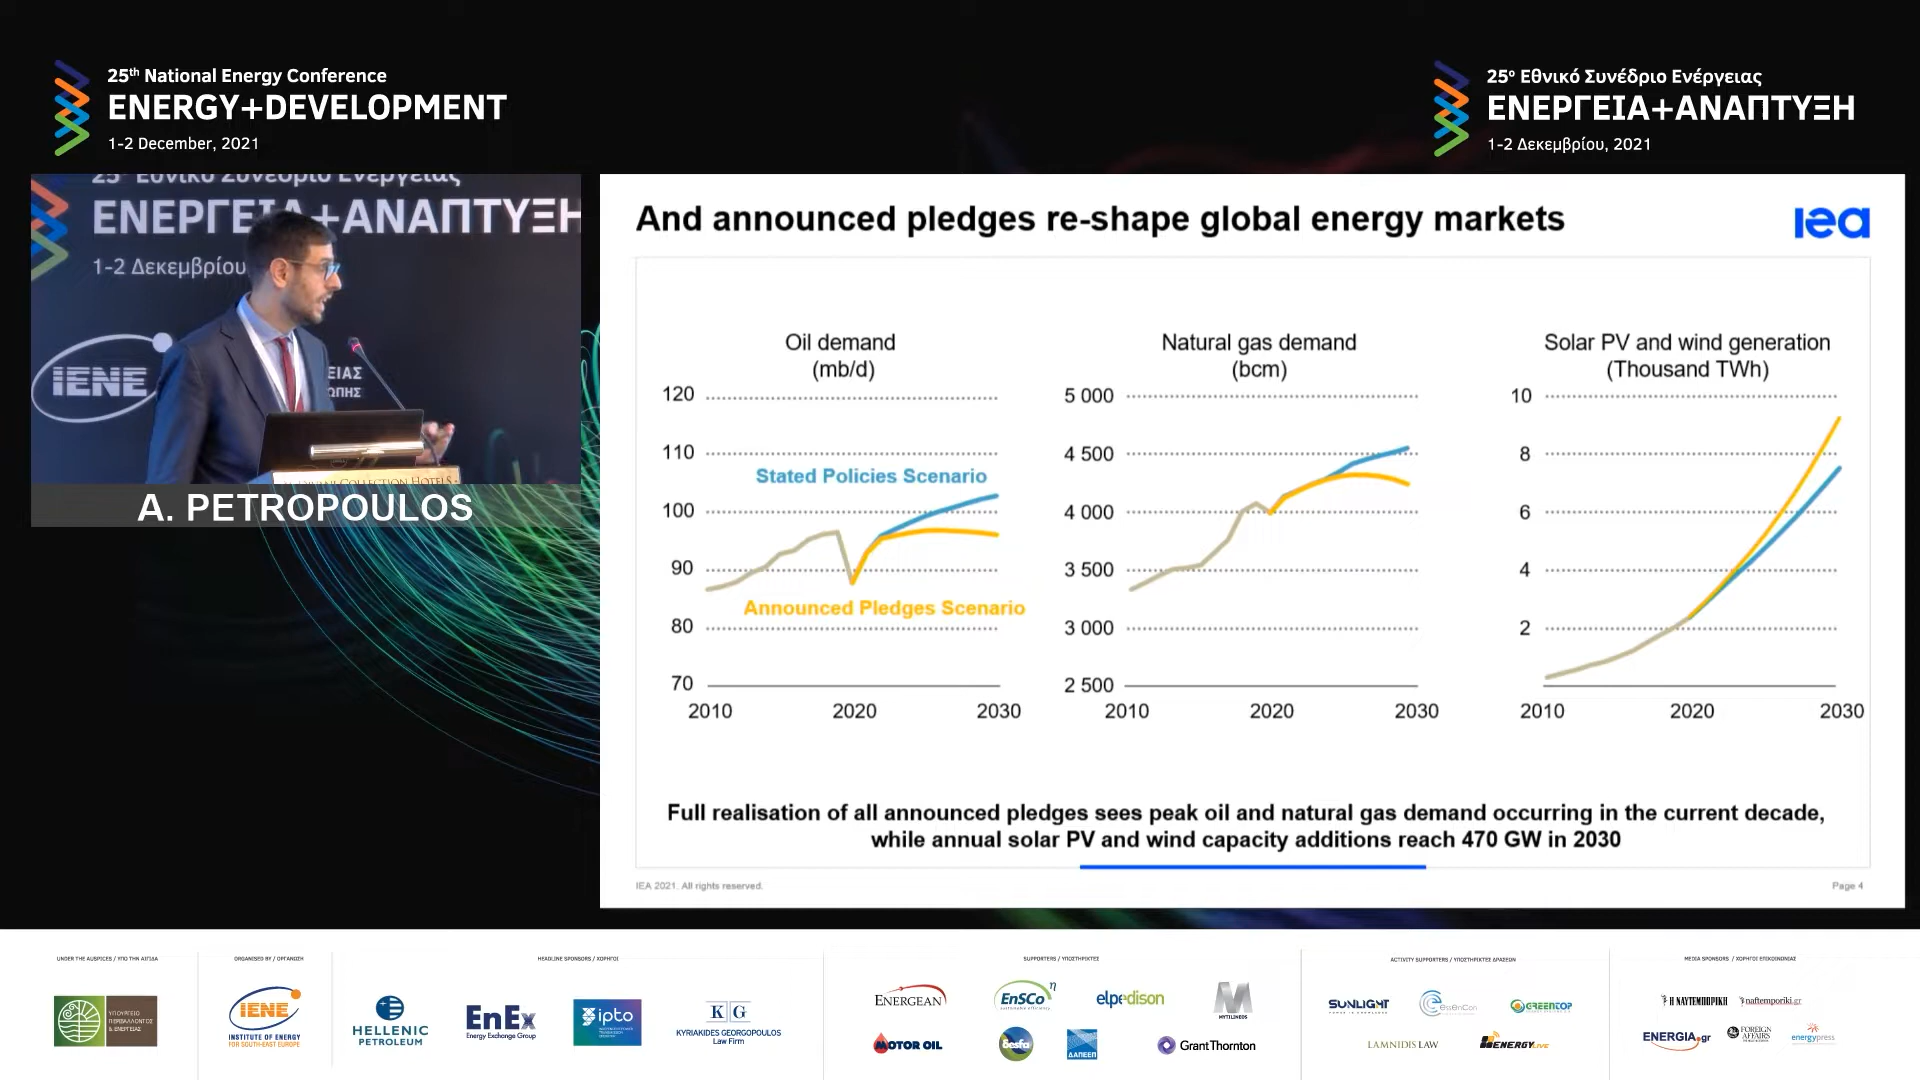 25th National Energy Conference
ENERGY+DEVELOPMENT
1-2 December, 2021
25ο Εθνικό Συνέδριο Ενέργειας
ΕΝΕΡΓΕΙΑ+ΑΝΑΠΤΥΞΗ
1-2 Δεκεμβρίου, 2021
25ο Εθνικό Συνέδριο Ενέργειας
ΕΝΕΡΓΕΙΑ+ΑΝΑΠΤΥΞΗ
1-2 Δεκεμβρίου
IENE
A. PETROPOULOS
And announced pledges re-shape global energy markets
iea
Oil demand
(mb/d)
120
110
100
90
80
70
2010 2020 2030
Stated Policies Scenario
Announced Pledges Scenario
Natural gas demand
(bcm)
5 000
4 500
4 000
3 500
3 000
2 500
2010 2020 2030
Solar PV and wind generation
(Thousand TWh)
10
8
6
4
2
2010 2020 2030
Full realisation of all announced pledges sees peak oil and natural gas demand occurring in the current decade,
while annual solar PV and wind capacity additions reach 470 GW in 2030
IEA 2021. All rights reserved.
Page 4
UNDER THE AUSPICES / ΥΠΟ ΤΗΝ ΑΙΓΙΔΑ
ΥΠΟΥΡΓΕΙΟ
ΠΕΡΙΒΑΛΛΟΝΤΟΣ
& ΕΝΕΡΓΕΙΑΣ
ORGANISED BY / ΟΡΓΑΝΩΣΗ
IENE
INSTITUTE OF ENERGY
FOR SOUTH-EAST EUROPE
HEADLINE SPONSORS / ΧΟΡΗΓΟΙ
HELLENIC
PETROLEUM
EnEx
Energy Exchange Group
ipto
KG
KYRIAKIDES GEORGOPOULOS
Law Firm
SUPPORTERS / ΥΠΟΣΤΗΡΙΚΤΕΣ
ENERGEAN
EnSCo η
elpedison
MYTILINEOS
MOTOR OIL
desfa
ΔΑΠΕΕΠ
Grant Thornton
ACTIVITY SUPPORTERS / ΥΠΟΣΤΗΡΙΚΤΕΣ ΔΡΑΣΕΩΝ
SUNLIGHT
GREENTOP
LAMNIDIS LAW
ENERGY LIVE
MEDIA SPONSORS / ΧΟΡΗΓΟΙ ΕΠΙΚΟΙΝΩΝΙΑΣ
Η ΝΑΥΤΕΜΠΟΡΙΚΗ
naftemporiki.gr
ENERGIA.gr
FOREIGN
AFFAIRS
energypress